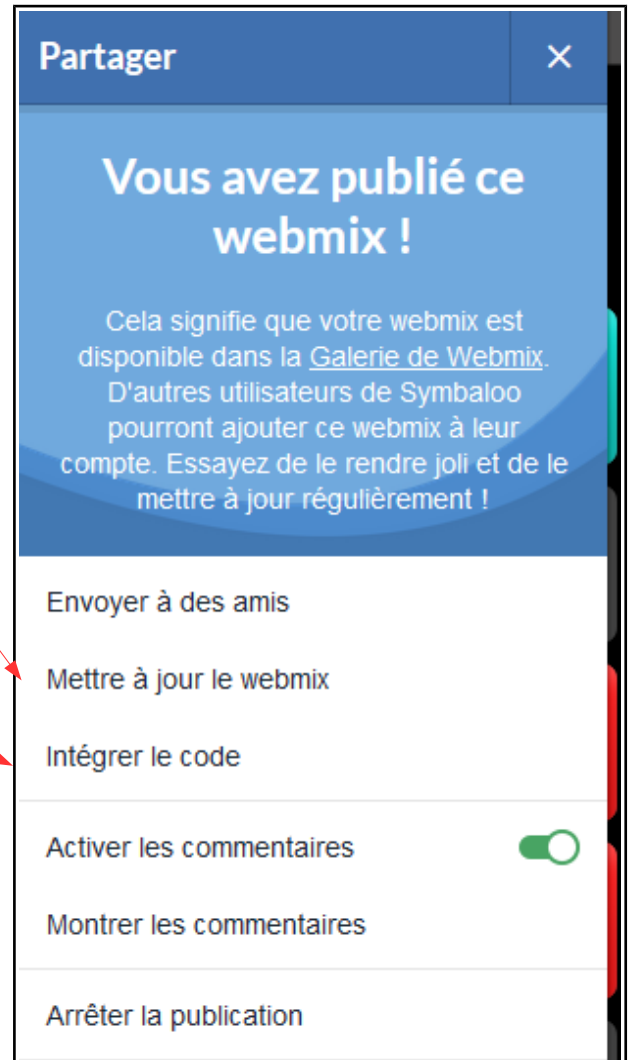 Partager
Vous avez publié ce
webmix !
Cela signifie que votre webmix est
disponible dans la Galerie de Webmix.
D'autres utilisateurs de Symbaloo
pourront ajouter ce webmix à leur
compte. Essayez de le rendre joli et de le
mettre à jour régulièrement !
Envoyer à des amis
Mettre à jour le webmix
Intégrer le code
Activer les commentaires
Montrer les commentaires
Arrêter la publication